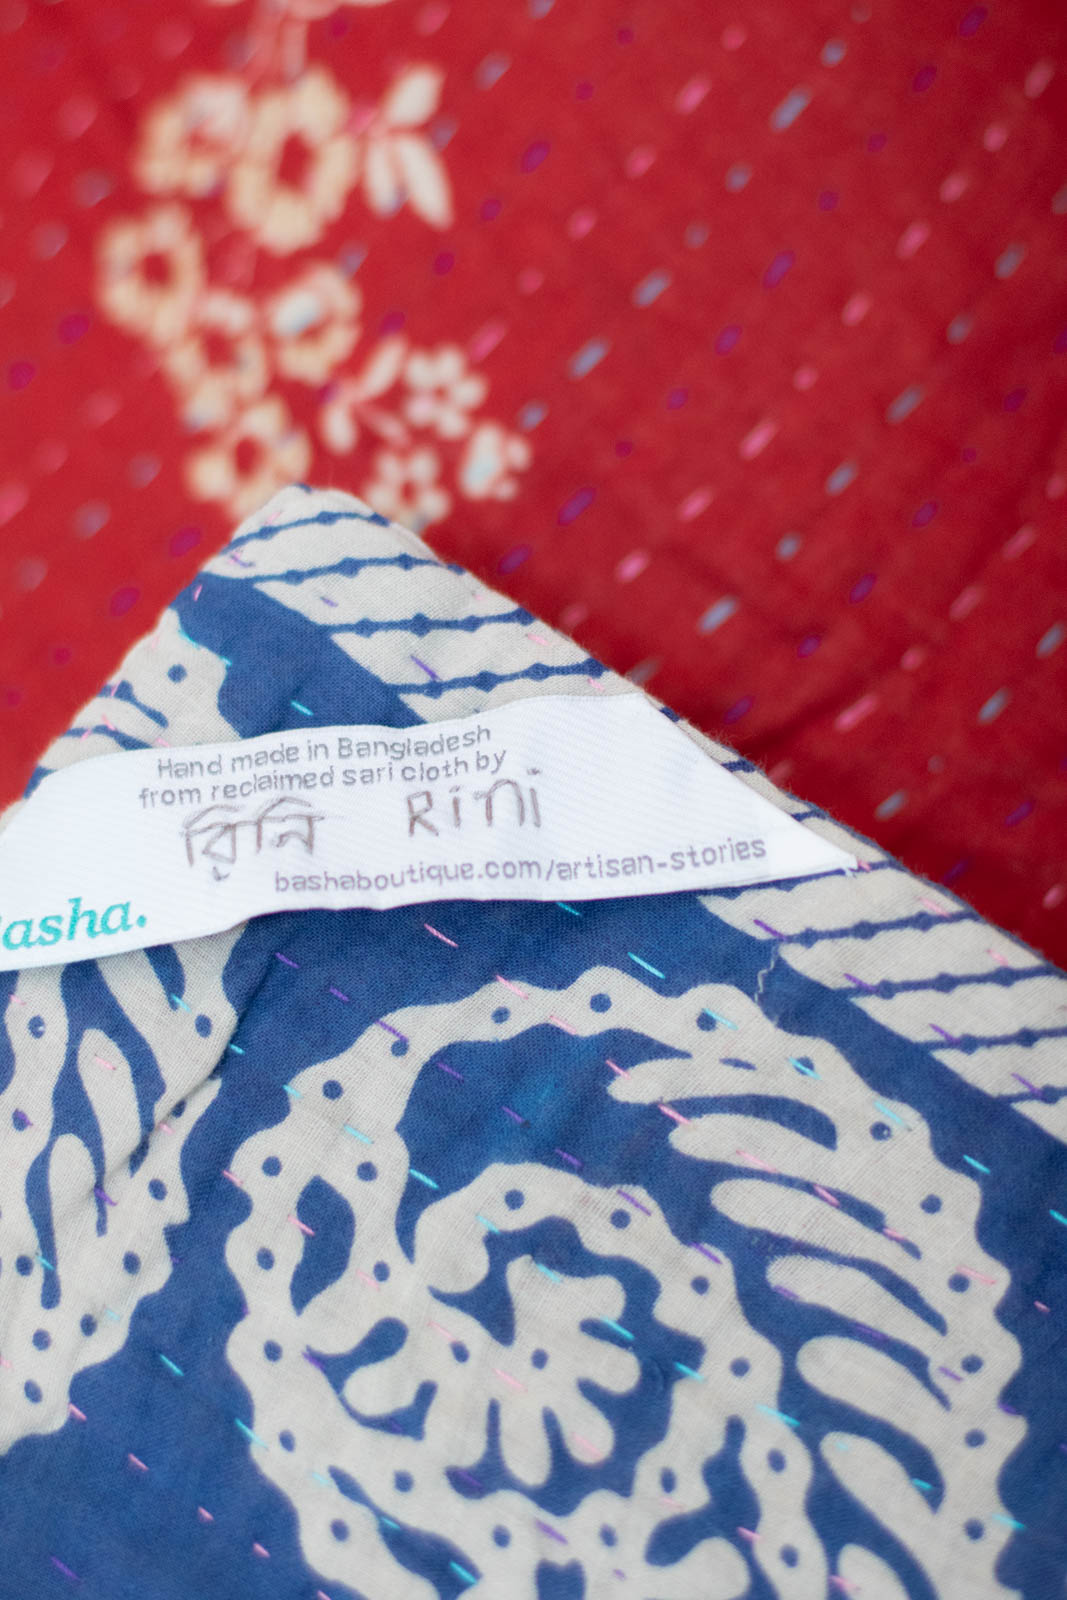 Hand made in Bangladesh
from reclaimed sari cloth by
রিনি Rini
bashaboutique.com/artisan-stories
asha.